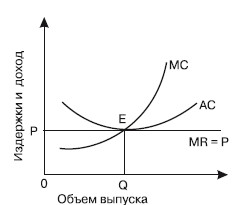 Издержки и доход
MC
E
AC
P
MR = P
0
Q
Объем выпуска